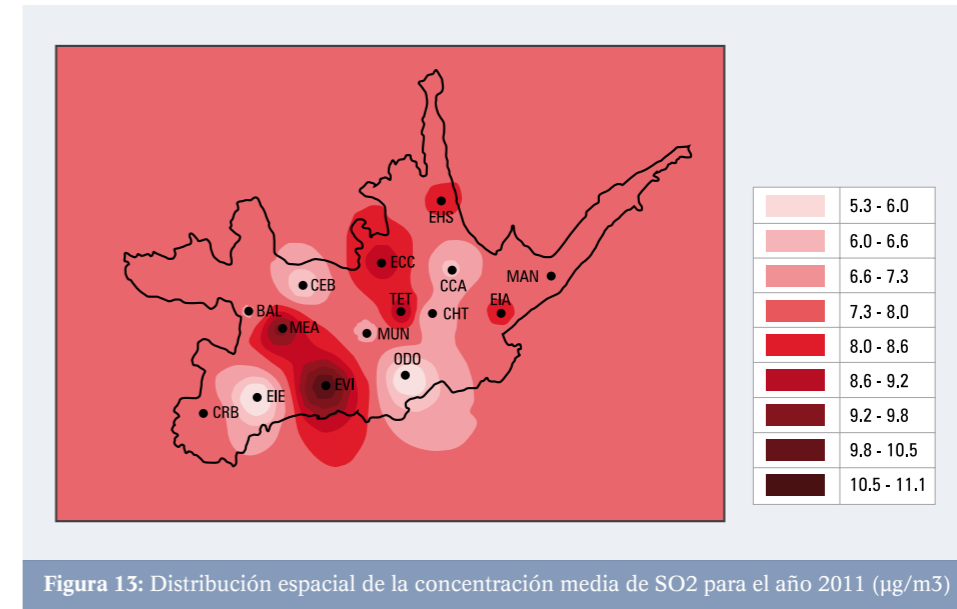 EHS
ECC
CCA
MAN
CEB
TET
EIA
BAL
CHT
MEA
MUN
ODO
EVI
EIE
CRB
5.3 - 6.0
6.0 - 6.6
6.6 - 7.3
7.3 - 8.0
8.0 - 8.6
8.6 - 9.2
9.2 - 9.8
9.8 - 10.5
10.5 - 11.1
Figura 13: Distribución espacial de la concentración media de SO2 para el año 2011 (µg/m3)